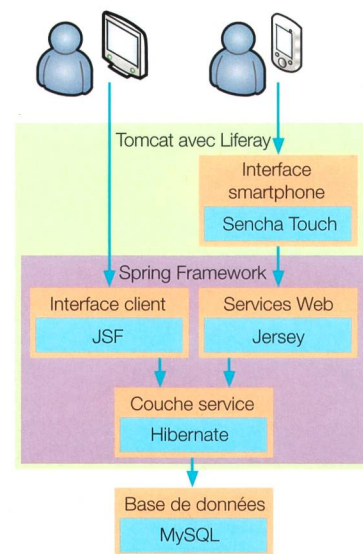 Tomcat avec Liferay
Interface
smartphone
Sencha Touch
Spring Framework
Interface client
JSF
Services Web
Jersey
Couche service
Hibernate
Base de données
MySQL